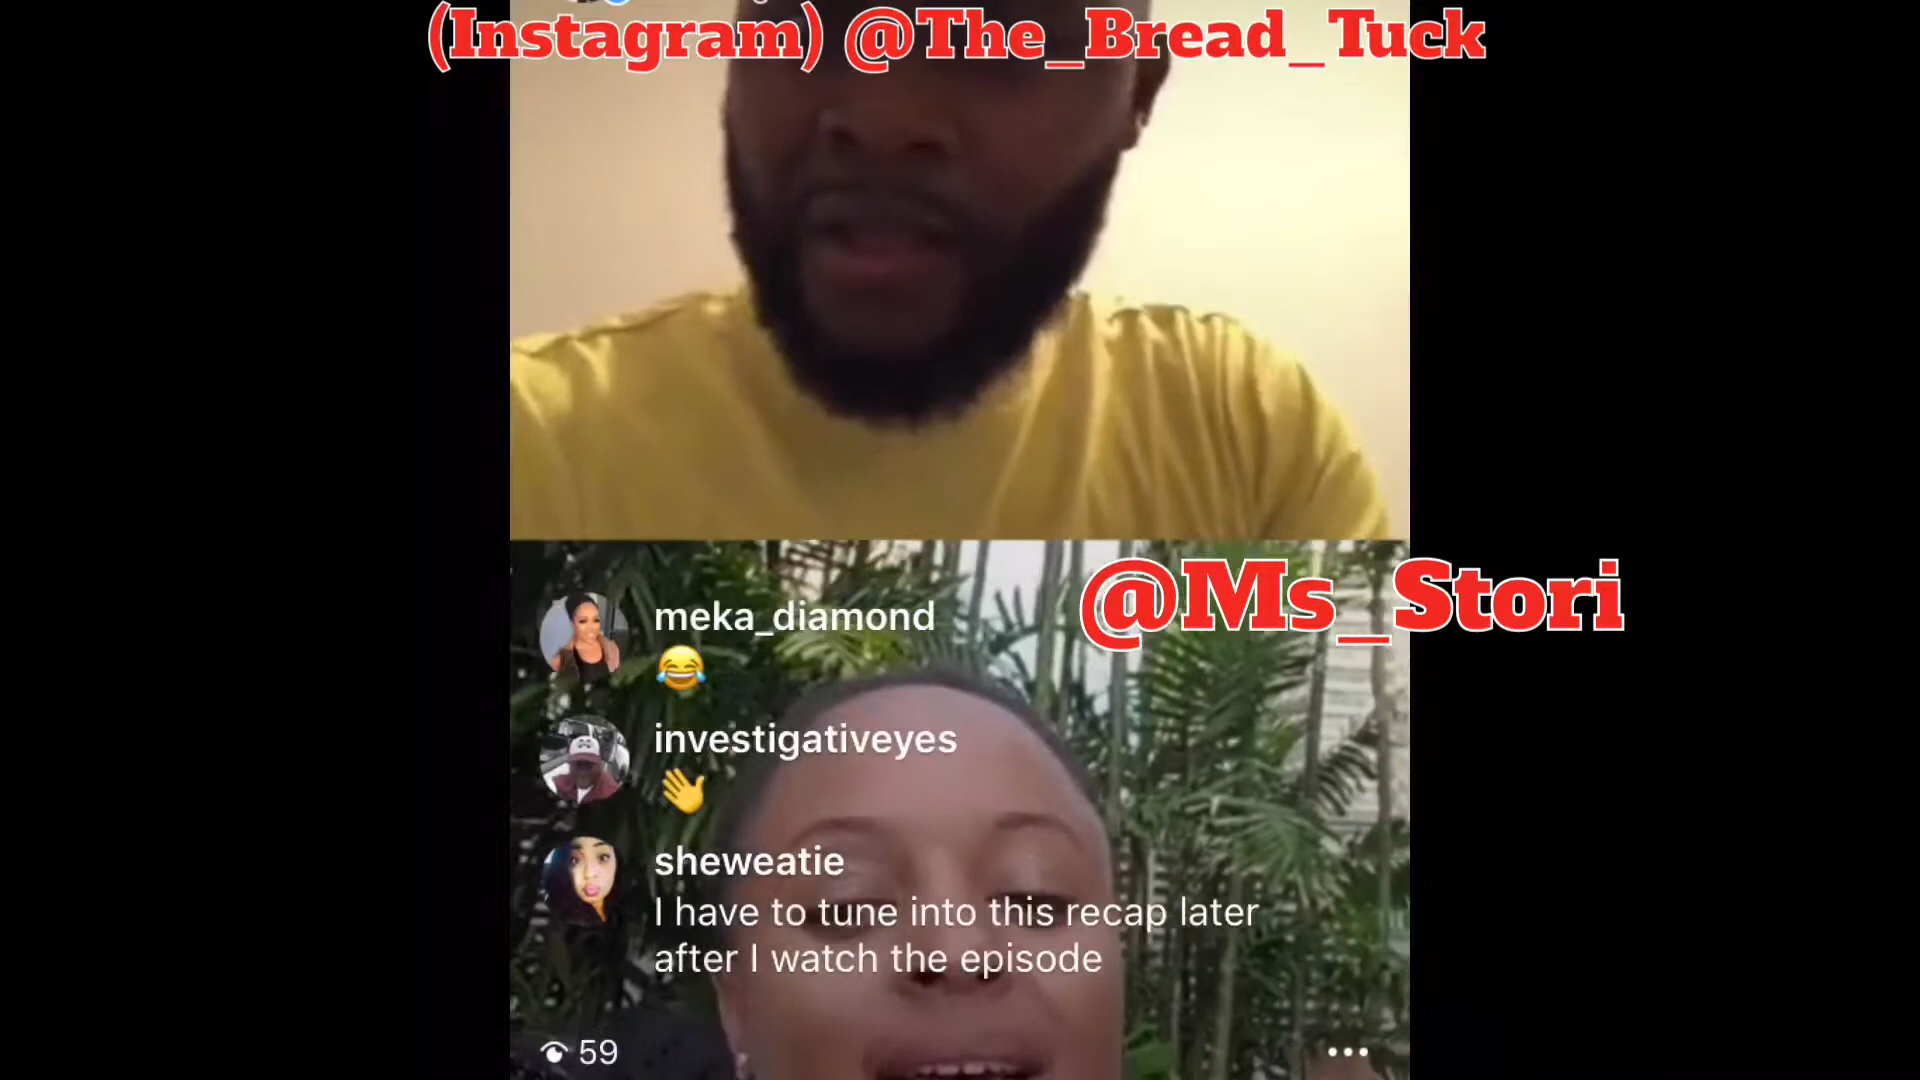 (Instagram) @The_Bread_Tuck
@Ms_Stori
meka_diamond
😂
investigativeyes
👋
sheweatie
I have to tune into this recap later
after I watch the episode
59